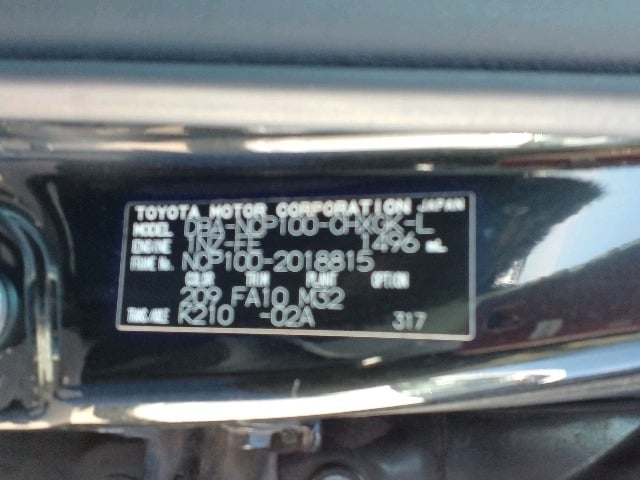 TOYOTA MOTOR CORPORATION JAPAN
MODEL DBA-NCP100-CHXGK-L
ENGINE 1NZ-FE 1496 mL
FRAME No. NCP100-2018815
COLOR TRIM PLANT OPTION
209 FA10 M32
TRANS/AXLE K210 -02A 317